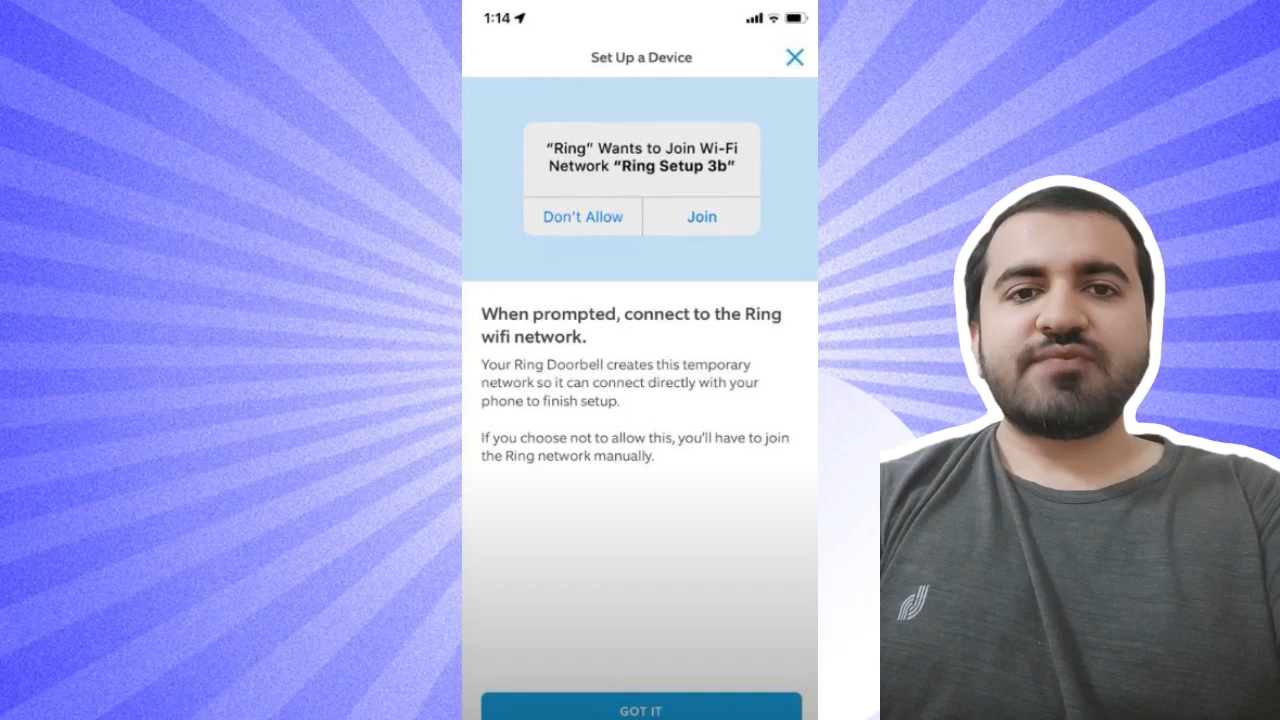 1:14
Set Up a Device
“Ring” Wants to Join Wi-Fi
Network “Ring Setup 3b”
Don’t Allow
Join
When prompted, connect to the Ring
wifi network.
Your Ring Doorbell creates this temporary
network so it can connect directly with your
phone to finish setup.
If you choose not to allow this, you’ll have to join
the Ring network manually.
GOT IT